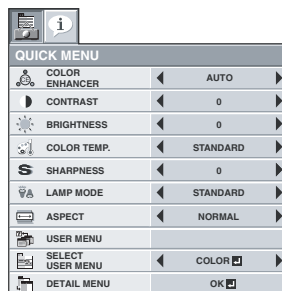 i
QUICK MENU
COLOR ENHANCER AUTO
CONTRAST 0
BRIGHTNESS 0
COLOR TEMP. STANDARD
SHARPNESS 0
LAMP MODE STANDARD
ASPECT NORMAL
USER MENU
SELECT USER MENU COLOR
DETAIL MENU OK